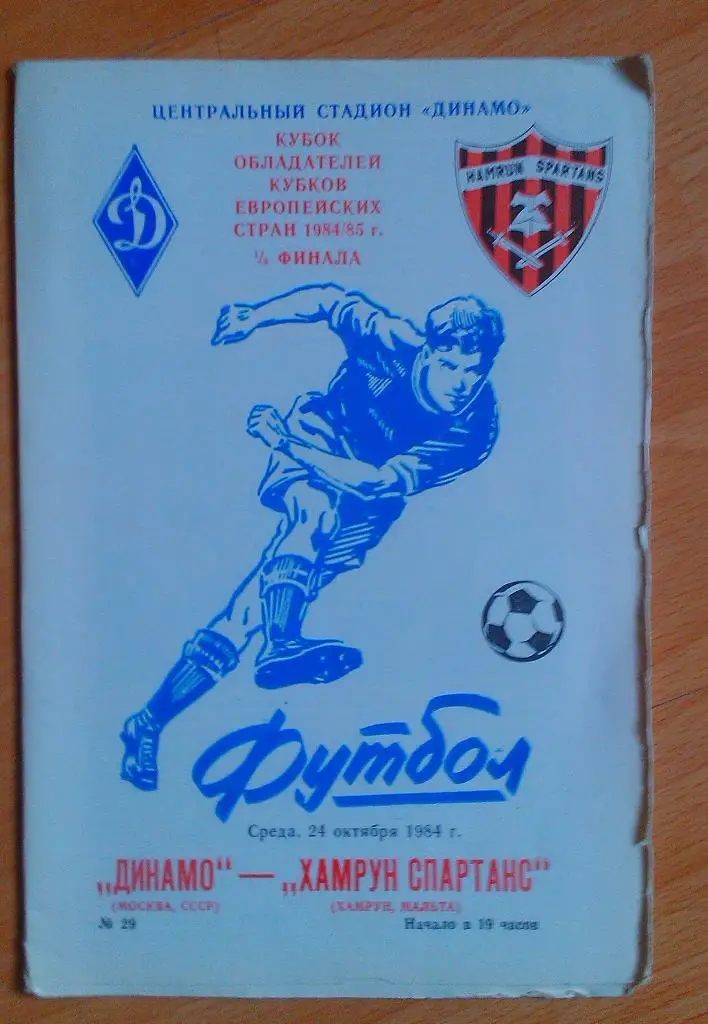 ЦЕНТРАЛЬНЫЙ СТАДИОН «ДИНАМО»
КУБОК
ОБЛАДАТЕЛЕЙ
КУБКОВ
ЕВРОПЕЙСКИХ
СТРАН 1984/85 г.
⅛ ФИНАЛА
Д
HAMRUN SPARTANS
Футбол
Среда, 24 октября 1984 г.
„ДИНАМО" — „ХАМРУН СПАРТАНС"
(МОСКВА, СССР) (ХАМРУН, МАЛЬТА)
№ 29 Начало в 19 часов